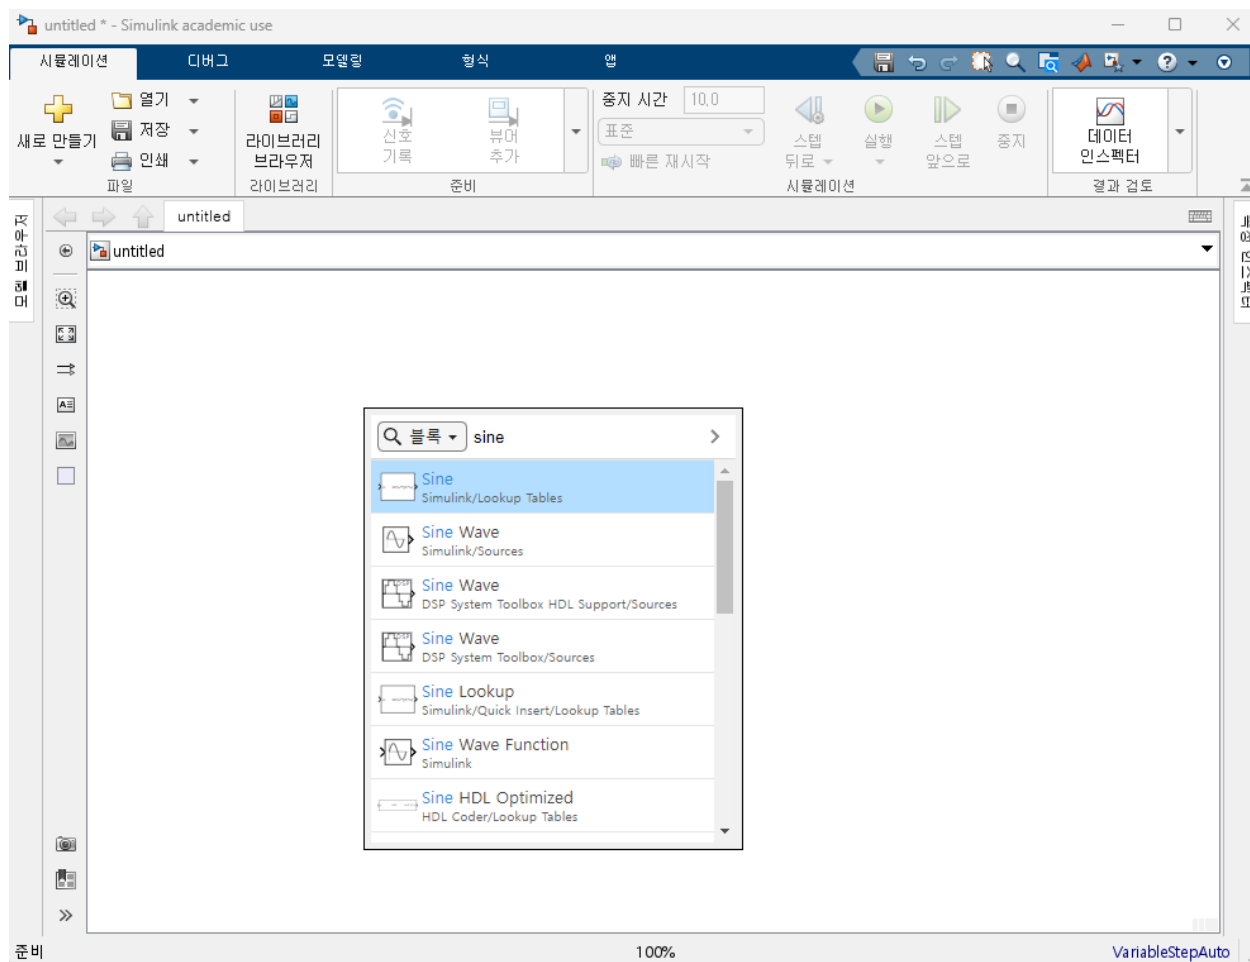 untitled * - Simulink academic use
시뮬레이션 디버그 모델링 형식 앱
새로 만들기
열기
저장
인쇄
파일
라이브러리
브라우저
라이브러리
신호
기록
뷰어
추가
준비
중지 시간 10.0
표준
빠른 재시작
스텝
뒤로
실행
스텝
앞으로
중지
시뮬레이션
데이터
인스펙터
결과 검토
모델 브라우저
untitled
untitled
블록 sine
Sine
Simulink/Lookup Tables
Sine Wave
Simulink/Sources
Sine Wave
DSP System Toolbox HDL Support/Sources
Sine Wave
DSP System Toolbox/Sources
Sine Lookup
Simulink/Quick Insert/Lookup Tables
Sine Wave Function
Simulink
Sine HDL Optimized
HDL Coder/Lookup Tables
준비
100%
VariableStepAuto